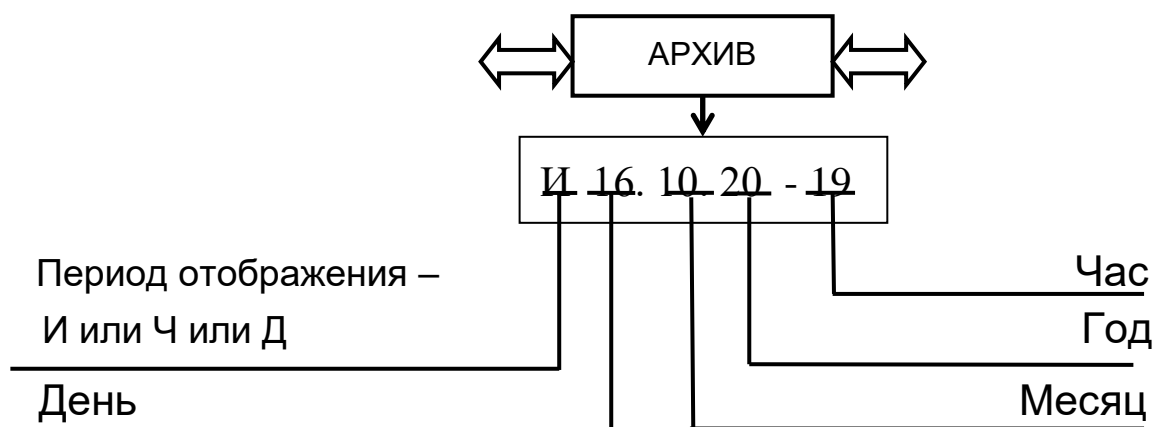 АРХИВ
И 16. 10. 20 - 19
Период отображения –
И или Ч или Д
Час
Год
День
Месяц